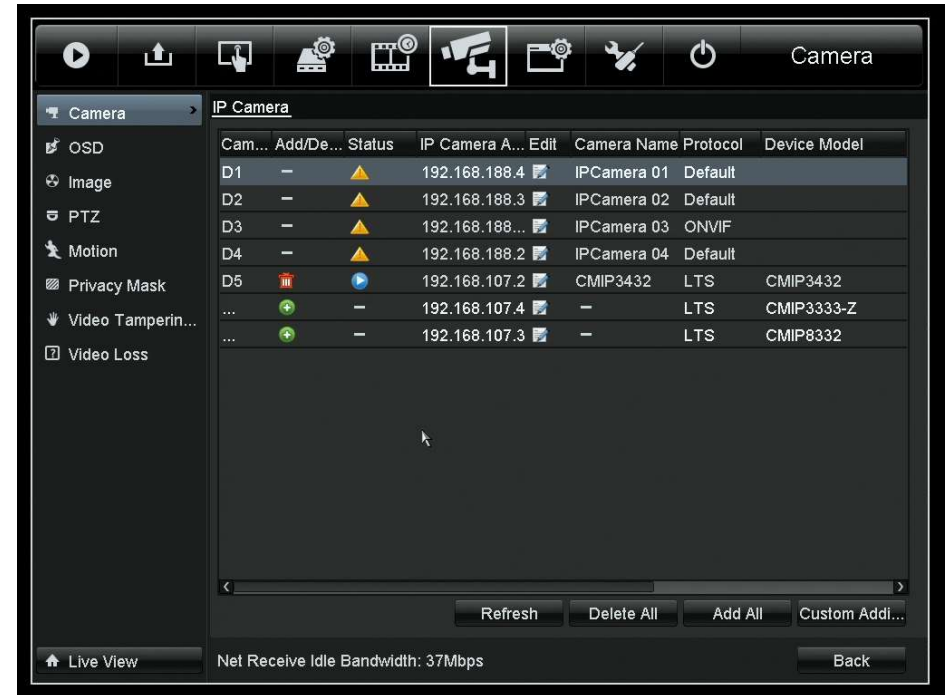 Camera
Camera
OSD
Image
PTZ
Motion
Privacy Mask
Video Tamperin...
? Video Loss
Live View
IP Camera
Cam... Add/De... Status IP Camera A... Edit Camera Name Protocol Device Model
D1 – 192.168.188.4 IPCamera 01 Default
D2 – 192.168.188.3 IPCamera 02 Default
D3 – 192.168.188... IPCamera 03 ONVIF
D4 – 192.168.188.2 IPCamera 04 Default
D5 192.168.107.2 CMIP3432 LTS CMIP3432
... – 192.168.107.4 – LTS CMIP3333-Z
... – 192.168.107.3 – LTS CMIP8332
Refresh Delete All Add All Custom Addi...
Net Receive Idle Bandwidth: 37Mbps Back